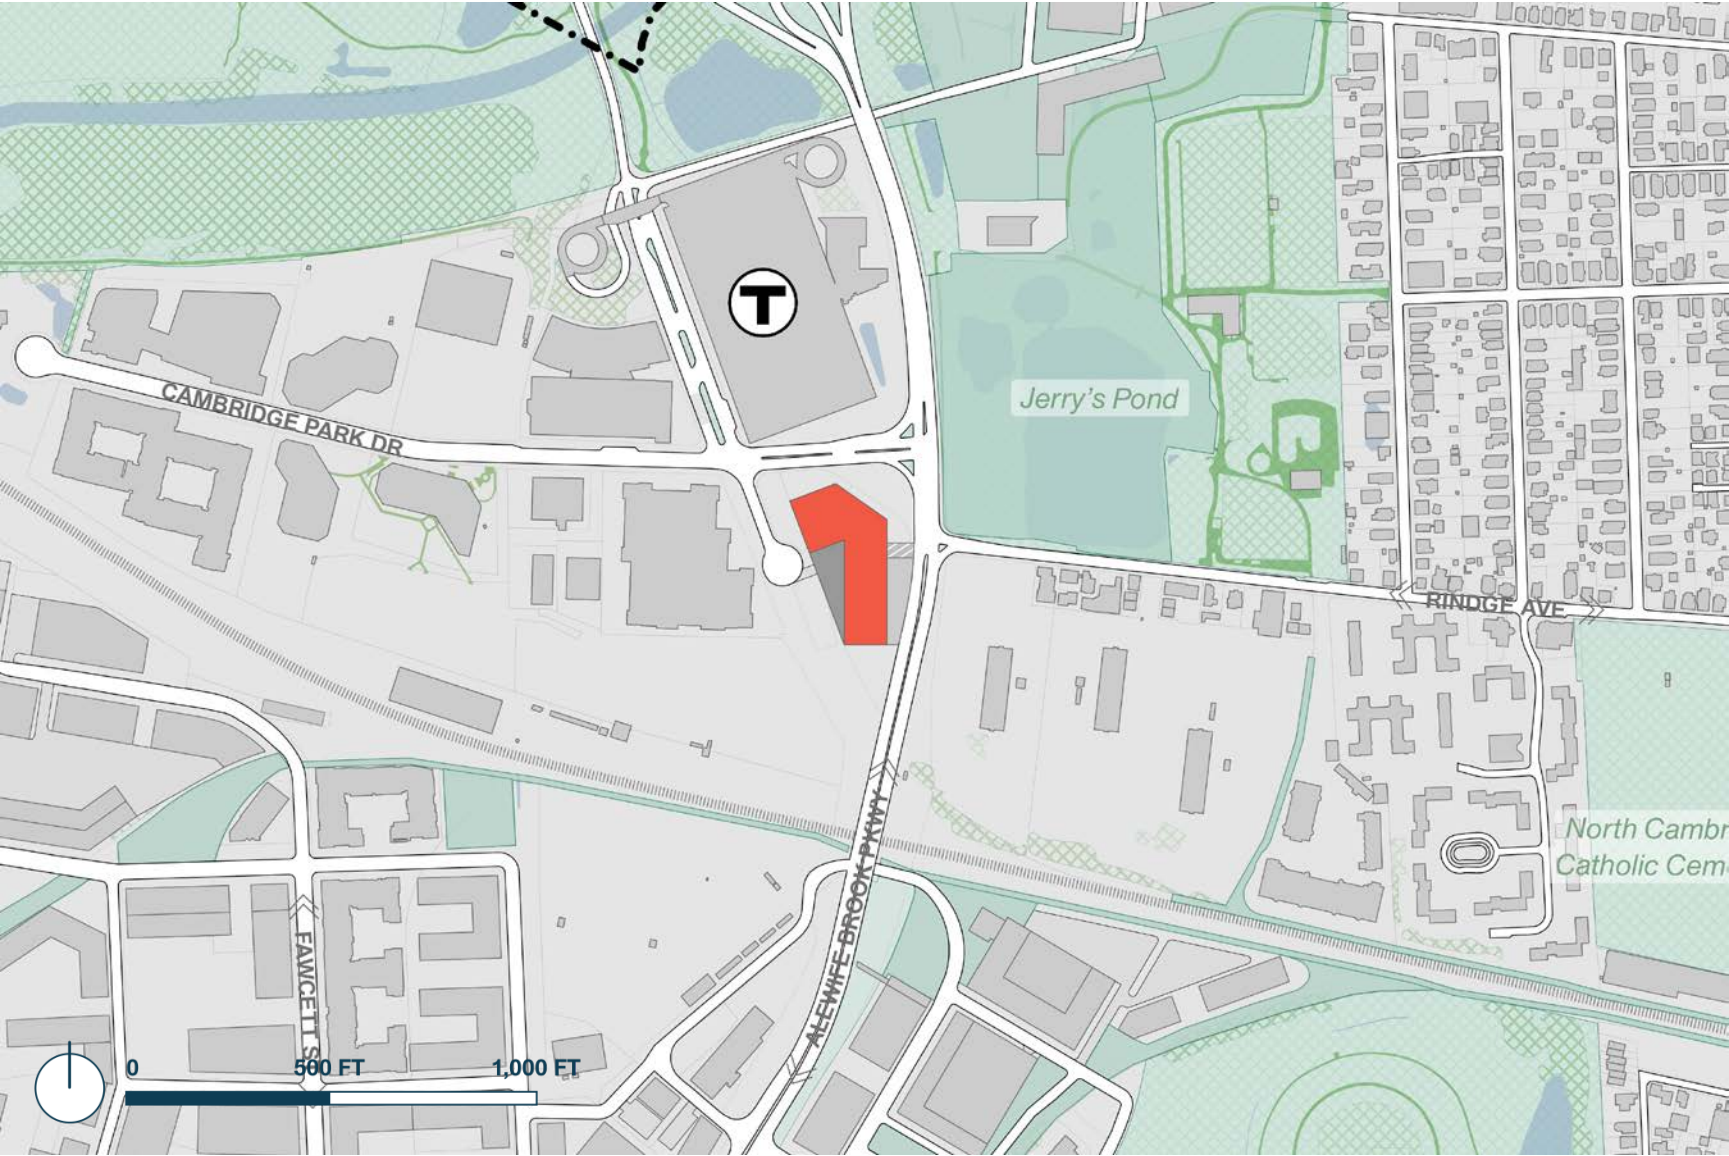 T
Jerry's Pond
CAMBRIDGE PARK DR
RINDGE AVE
ALEWIFE BROOK PKWY
North Cambr
Catholic Cem
FAWCETT S
0 500 FT 1,000 FT